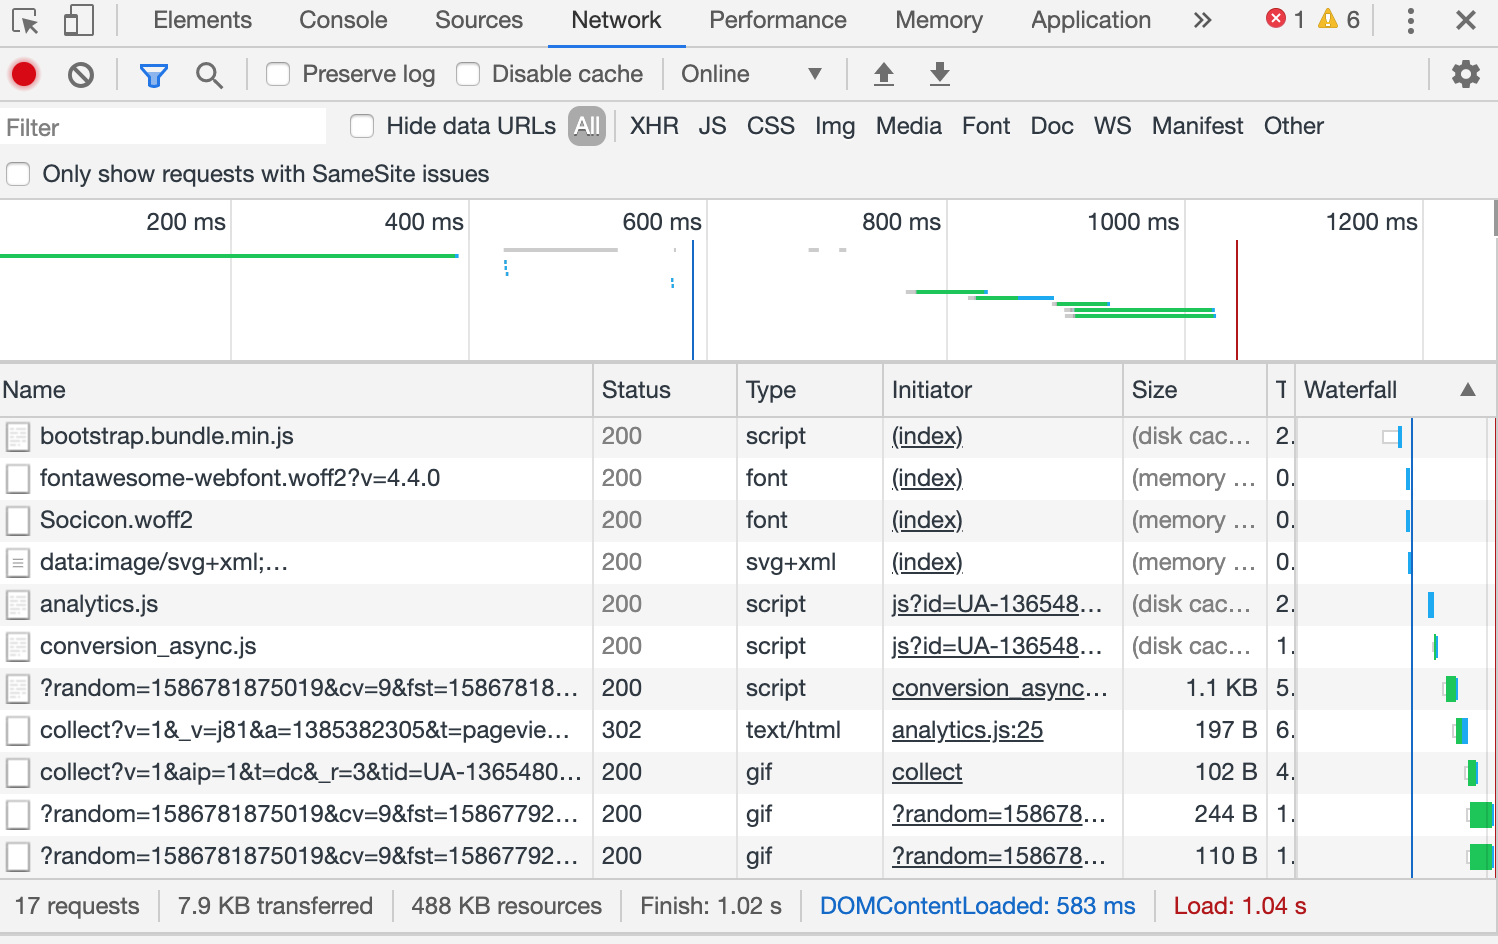 Elements Console Sources Network Performance Memory Application » 1 6
Preserve log Disable cache Online
Filter Hide data URLs All XHR JS CSS Img Media Font Doc WS Manifest Other
Only show requests with SameSite issues
200 ms 400 ms 600 ms 800 ms 1000 ms 1200 ms
Name Status Type Initiator Size T Waterfall
bootstrap.bundle.min.js 200 script (index) (disk cac... 2.
fontawesome-webfont.woff2?v=4.4.0 200 font (index) (memory ... 0.
Socicon.woff2 200 font (index) (memory ... 0.
data:image/svg+xml;... 200 svg+xml (index) (memory ... 0.
analytics.js 200 script js?id=UA-136548... (disk cac... 2.
conversion_async.js 200 script js?id=UA-136548... (disk cac... 1.
?random=1586781875019&cv=9&fst=15867818... 200 script conversion_async... 1.1 KB 5.
collect?v=1&_v=j81&a=1385382305&t=pagevie... 302 text/html analytics.js:25 197 B 6.
collect?v=1&aip=1&t=dc&_r=3&tid=UA-1365480... 200 gif collect 102 B 4.
?random=1586781875019&cv=9&fst=15867792... 200 gif ?random=158678... 244 B 1.
?random=1586781875019&cv=9&fst=15867792... 200 gif ?random=158678... 110 B 1.
17 requests 7.9 KB transferred 488 KB resources Finish: 1.02 s DOMContentLoaded: 583 ms Load: 1.04 s